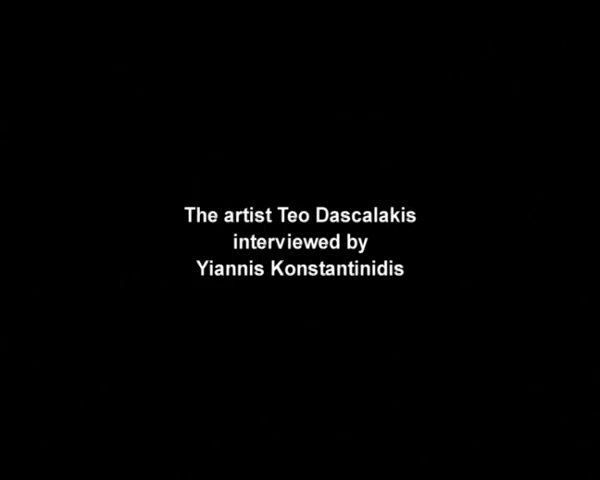 The artist Teo Dascalakis
interviewed by
Yiannis Konstantinidis